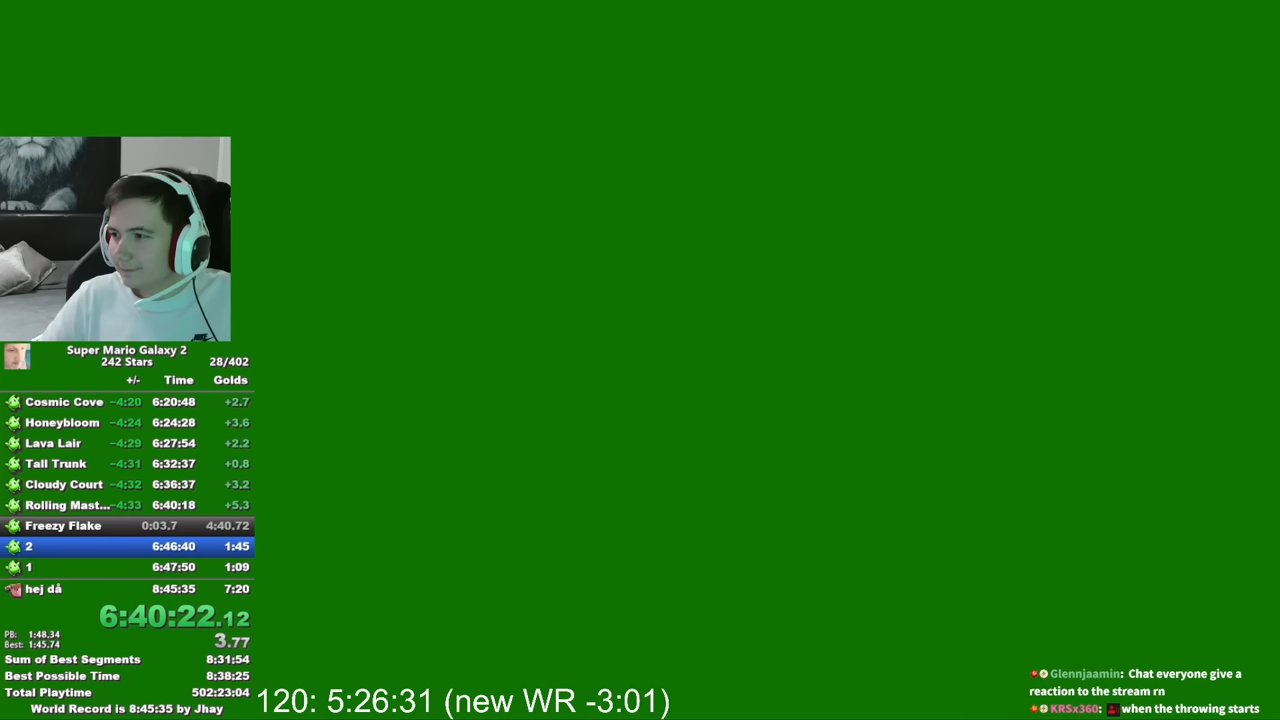 Super Mario Galaxy 2
242 Stars 28/402
+/- Time Golds
Cosmic Cove -4:20 6:20:48 +2.7
Honeybloom -4:24 6:24:28 +3.6
Lava Lair -4:29 6:27:54 +2.2
Tall Trunk -4:31 6:32:37 +0.8
Cloudy Court -4:32 6:36:37 +3.2
Rolling Mast... -4:33 6:40:18 +5.3
Freezy Flake 0:03.7 4:40.72
2 6:46:40 1:45
1 6:47:50 1:09
hej då 8:45:35 7:20
6:40:22.12
PB: 1:48.34
Best: 1:45.74
3.77
Sum of Best Segments 8:31:54
Best Possible Time 8:38:25
Total Playtime 502:23:04
World Record is 8:45:35 by Jhay
120: 5:26:31 (new WR -3:01)
Glennjaamin: Chat everyone give a
reaction to the stream rn
KRSx360: when the throwing starts
NIKE